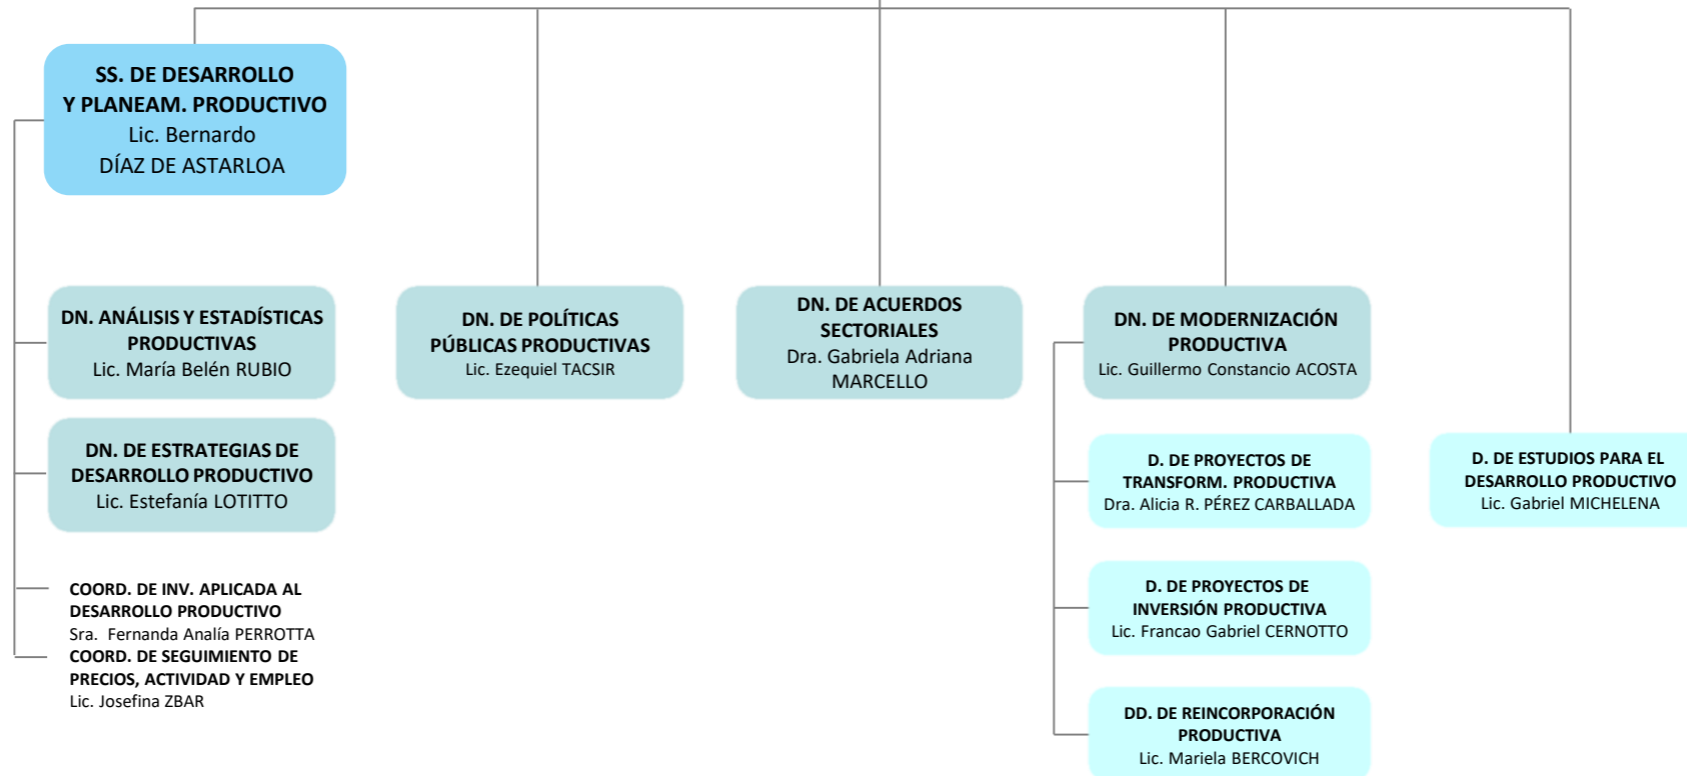 SS. DE DESARROLLO
Y PLANEAM. PRODUCTIVO
Lic. Bernardo
DÍAZ DE ASTARLOA
DN. ANÁLISIS Y ESTADÍSTICAS
PRODUCTIVAS
Lic. María Belén RUBIO
DN. DE ESTRATEGIAS DE
DESARROLLO PRODUCTIVO
Lic. Estefanía LOTITTO
COORD. DE INV. APLICADA AL
DESARROLLO PRODUCTIVO
Sra. Fernanda Analía PERROTTA
COORD. DE SEGUIMIENTO DE
PRECIOS, ACTIVIDAD Y EMPLEO
Lic. Josefina ZBAR
DN. DE POLÍTICAS
PÚBLICAS PRODUCTIVAS
Lic. Ezequiel TACSIR
DN. DE ACUERDOS
SECTORIALES
Dra. Gabriela Adriana
MARCELLO
DN. DE MODERNIZACIÓN
PRODUCTIVA
Lic. Guillermo Constancio ACOSTA
D. DE PROYECTOS DE
TRANSFORM. PRODUCTIVA
Dra. Alicia R. PÉREZ CARBALLADA
D. DE PROYECTOS DE
INVERSIÓN PRODUCTIVA
Lic. Francao Gabriel CERNOTTO
DD. DE REINCORPORACIÓN
PRODUCTIVA
Lic. Mariela BERCOVICH
D. DE ESTUDIOS PARA EL
DESARROLLO PRODUCTIVO
Lic. Gabriel MICHELENA